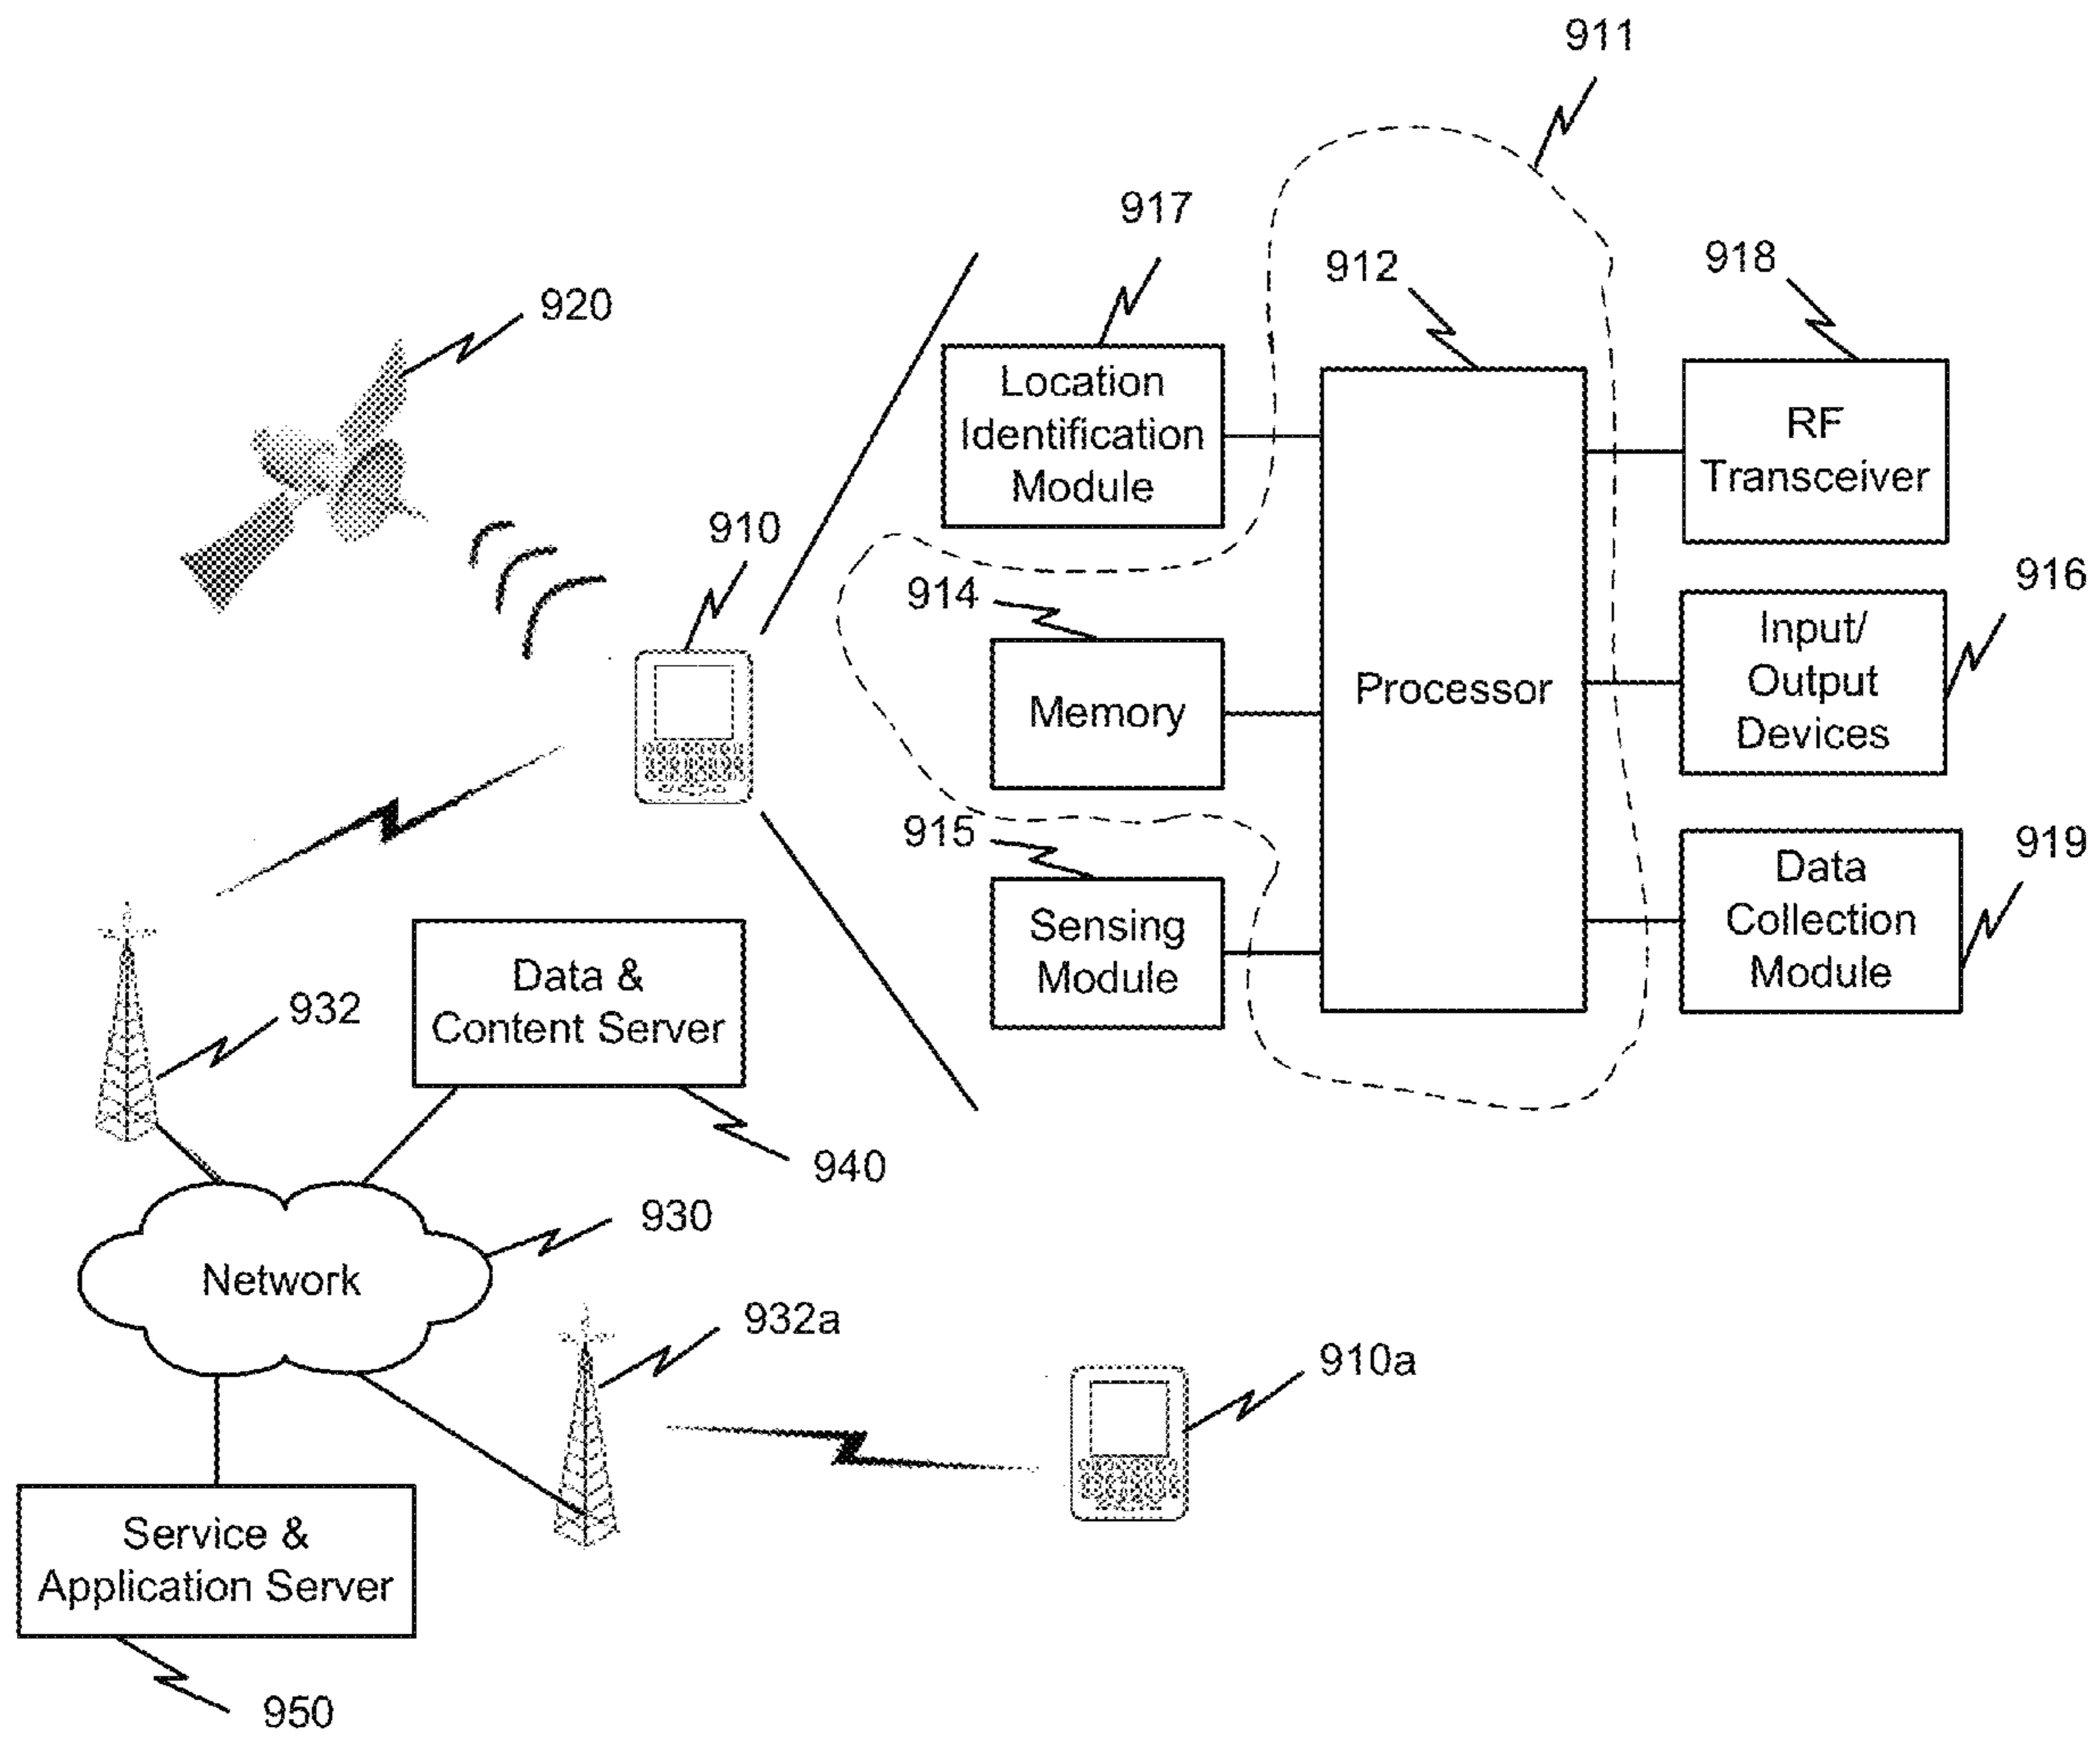 911
917
912
918
920
Location
Identification
Module
RF
Transceiver
910
914
916
Memory
Processor
Input/
Output
Devices
915
919
Sensing
Module
Data
Collection
Module
932
Data &
Content Server
940
930
Network
932a
910a
Service &
Application Server
950